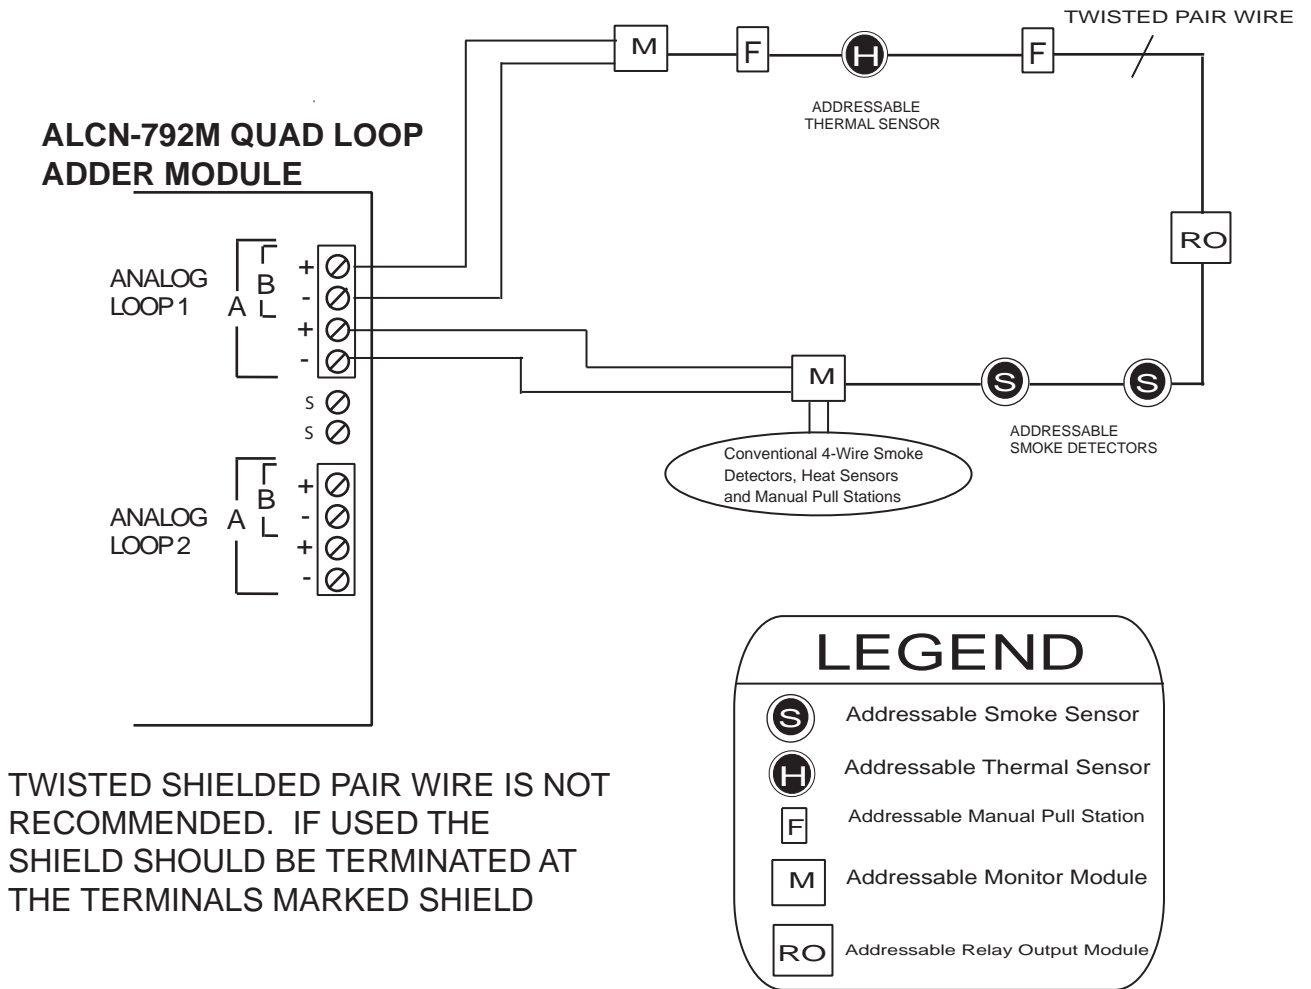 TWISTED PAIR WIRE
M
F
H
F
ADDRESSABLE
THERMAL SENSOR
ALCN-792M QUAD LOOP
ADDER MODULE
RO
ANALOG
LOOP 1
A
B
+
-
+
-
S
S
M
S
S
ADDRESSABLE
SMOKE DETECTORS
Conventional 4-Wire Smoke
Detectors, Heat Sensors
and Manual Pull Stations
ANALOG
LOOP 2
A
B
+
-
+
-
LEGEND
S Addressable Smoke Sensor
H Addressable Thermal Sensor
F Addressable Manual Pull Station
M Addressable Monitor Module
RO Addressable Relay Output Module
TWISTED SHIELDED PAIR WIRE IS NOT
RECOMMENDED. IF USED THE
SHIELD SHOULD BE TERMINATED AT
THE TERMINALS MARKED SHIELD